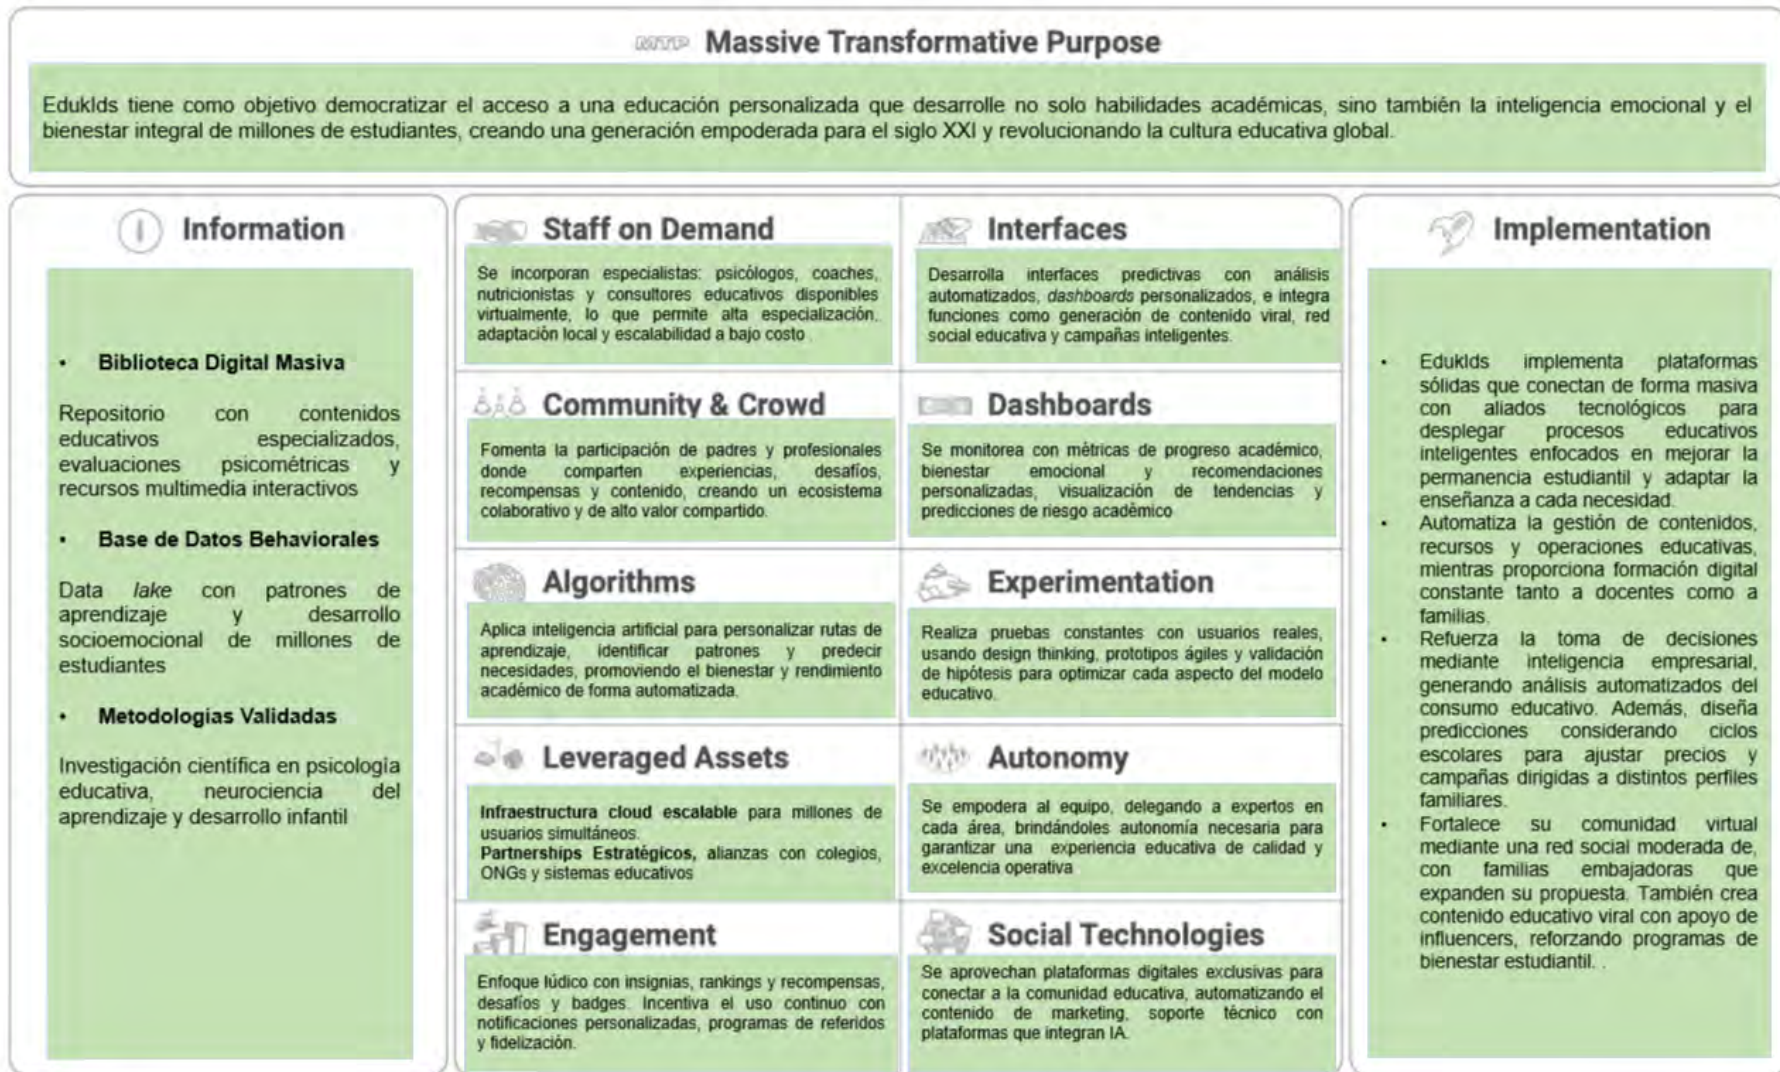 MTP Massive Transformative Purpose
EdukIds tiene como objetivo democratizar el acceso a una educación personalizada que desarrolle no solo habilidades académicas, sino también la inteligencia emocional y el
bienestar integral de millones de estudiantes, creando una generación empoderada para el siglo XXI y revolucionando la cultura educativa global.
Information
• Biblioteca Digital Masiva
Repositorio con contenidos
educativos especializados,
evaluaciones psicométricas y
recursos multimedia interactivos
• Base de Datos Behaviorales
Data lake con patrones de
aprendizaje y desarrollo
socioemocional de millones de
estudiantes
• Metodologías Validadas
Investigación científica en psicología
educativa, neurociencia del
aprendizaje y desarrollo infantil
Staff on Demand
Se incorporan especialistas: psicólogos, coaches,
nutricionistas y consultores educativos disponibles
virtualmente, lo que permite alta especialización,
adaptación local y escalabilidad a bajo costo .
Interfaces
Desarrolla interfaces predictivas con análisis
automatizados, dashboards personalizados, e integra
funciones como generación de contenido viral, red
social educativa y campañas inteligentes.
Community & Crowd
Fomenta la participación de padres y profesionales
donde comparten experiencias, desafíos,
recompensas y contenido, creando un ecosistema
colaborativo y de alto valor compartido.
Dashboards
Se monitorea con métricas de progreso académico,
bienestar emocional y recomendaciones
personalizadas, visualización de tendencias y
predicciones de riesgo académico
Algorithms
Aplica inteligencia artificial para personalizar rutas de
aprendizaje, identificar patrones y predecir
necesidades, promoviendo el bienestar y rendimiento
académico de forma automatizada.
Experimentation
Realiza pruebas constantes con usuarios reales,
usando design thinking, prototipos ágiles y validación
de hipótesis para optimizar cada aspecto del modelo
educativo.
Leveraged Assets
Infraestructura cloud escalable para millones de
usuarios simultáneos.
Partnerships Estratégicos, alianzas con colegios,
ONGs y sistemas educativos
Autonomy
Se empodera al equipo, delegando a expertos en
cada área, brindándoles autonomía necesaria para
garantizar una experiencia educativa de calidad y
excelencia operativa
Engagement
Enfoque lúdico con insignias, rankings y recompensas,
desafíos y badges. Incentiva el uso continuo con
notificaciones personalizadas, programas de referidos
y fidelización.
Social Technologies
Se aprovechan plataformas digitales exclusivas para
conectar a la comunidad educativa, automatizando el
contenido de marketing, soporte técnico con
plataformas que integran IA.
Implementation
• EdukIds implementa plataformas
sólidas que conectan de forma masiva
con aliados tecnológicos para
desplegar procesos educativos
inteligentes enfocados en mejorar la
permanencia estudiantil y adaptar la
enseñanza a cada necesidad.
• Automatiza la gestión de contenidos,
recursos y operaciones educativas,
mientras proporciona formación digital
constante tanto a docentes como a
familias.
• Refuerza la toma de decisiones
mediante inteligencia empresarial,
generando análisis automatizados del
consumo educativo. Además, diseña
predicciones considerando ciclos
escolares para ajustar precios y
campañas dirigidas a distintos perfiles
familiares.
• Fortalece su comunidad virtual
mediante una red social moderada de,
con familias embajadoras que
expanden su propuesta. También crea
contenido educativo viral con apoyo de
influencers, reforzando programas de
bienestar estudiantil. .